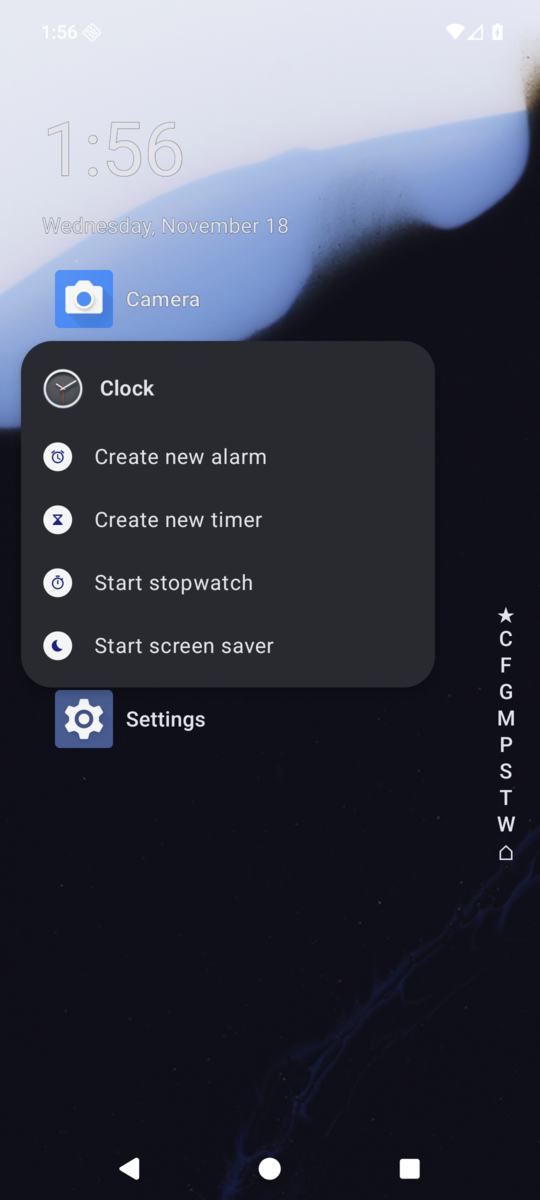 1:56
1:56
Wednesday, November 18
Camera
Clock
Create new alarm
Create new timer
Start stopwatch
Start screen saver
Settings
C
F
G
M
P
S
T
W